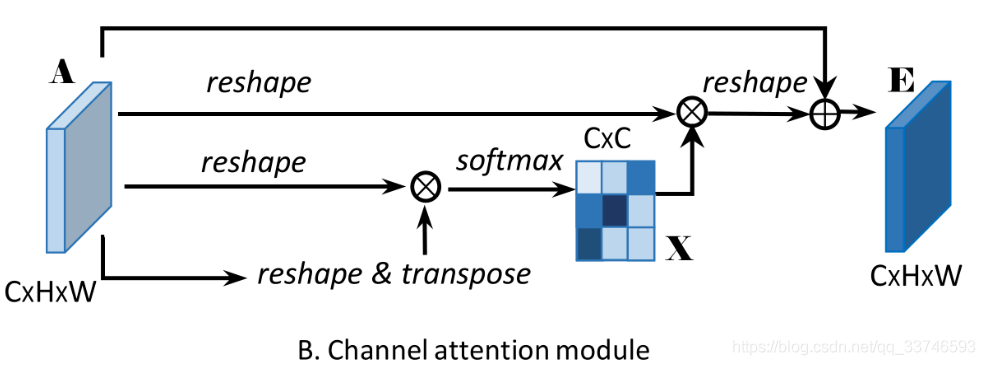 A
reshape
reshape
E
CxC
reshape
softmax
X
reshape & transpose
CxHxW
CxHxW
B. Channel attention module
https://blog.csdn.net/qq_33746593